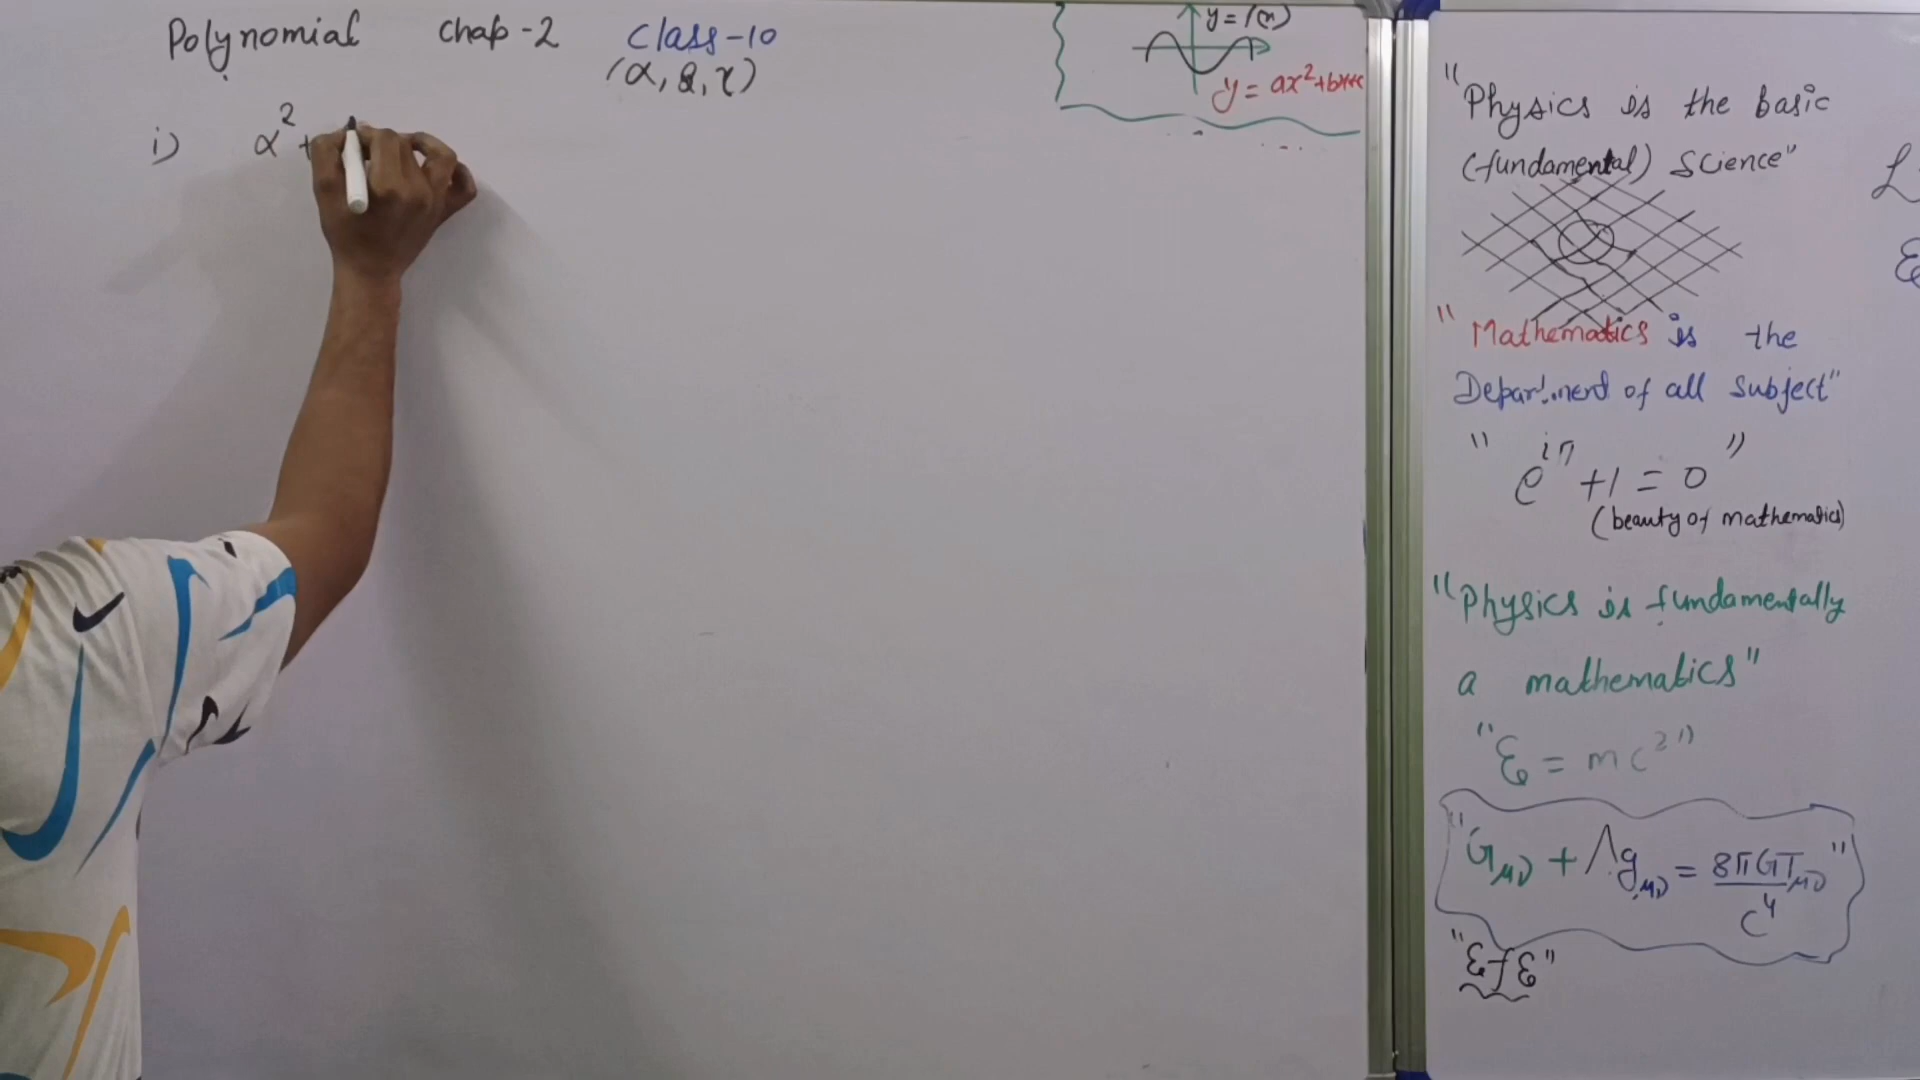 Polynomial Chap-2 Class-10
(α, β, γ)
i) α² +
y = f(x)
y = ax²+bx+c
"Physics is the basic
(fundamental) Science"
"Mathematics is the
Department of all subject"
"e^iπ +1 = 0"
(beauty of mathematics)
"Physics is fundamentally
a mathematics"
"E = mc²"
"Gμν + Λgμν = 8πGTμν / c⁴"
"EfE"